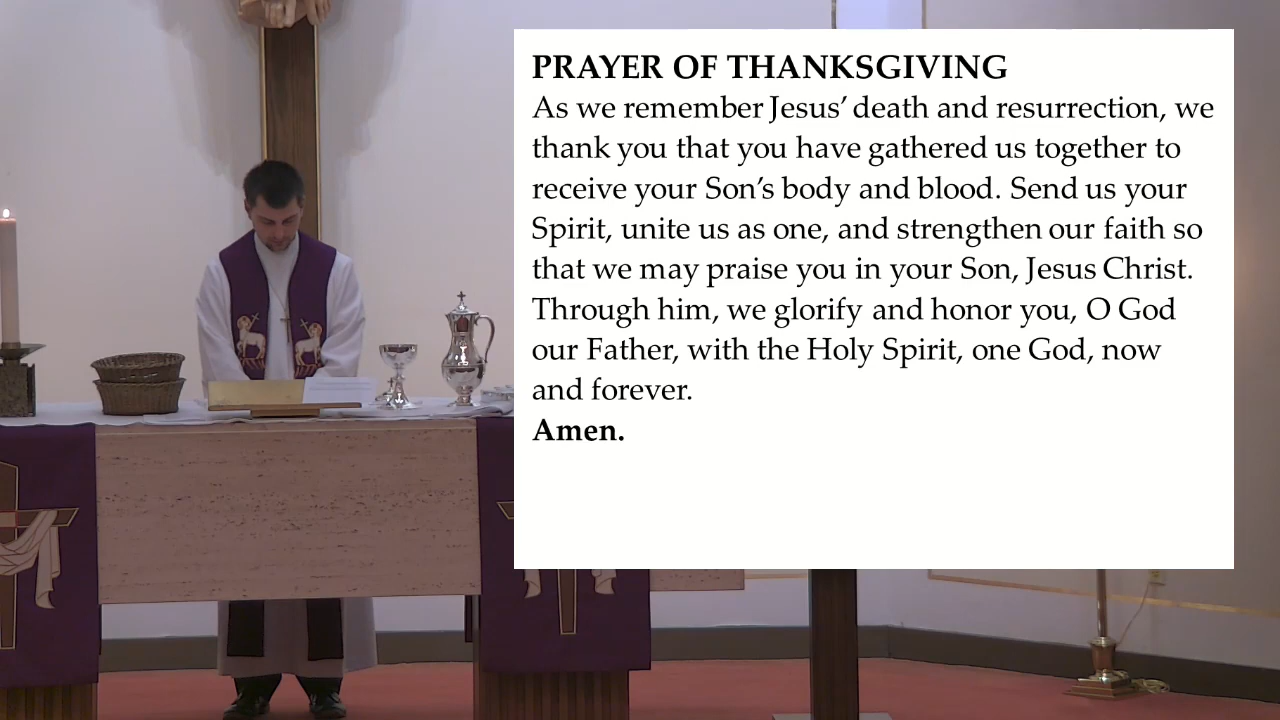 PRAYER OF THANKSGIVING
As we remember Jesus’ death and resurrection, we
thank you that you have gathered us together to
receive your Son’s body and blood. Send us your
Spirit, unite us as one, and strengthen our faith so
that we may praise you in your Son, Jesus Christ.
Through him, we glorify and honor you, O God
our Father, with the Holy Spirit, one God, now
and forever.
Amen.